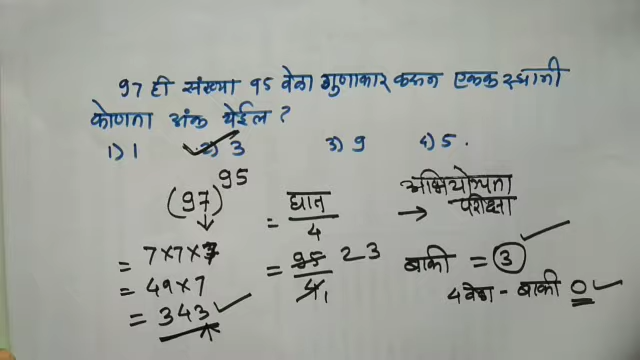 97 ही संख्या 95 वेळा गुणाकार करून एकक स्थानी
कोणता अंक येईल ?
1) 1 2) 3 3) 9 4) 5.
(97)^95
= घात / 4
अभियोग्यता
→ परीक्षा
= 7×7×7
= 95 / 4 23
बाकी = 3
= 49×7
4 वेळा - बाकी 0
= 343